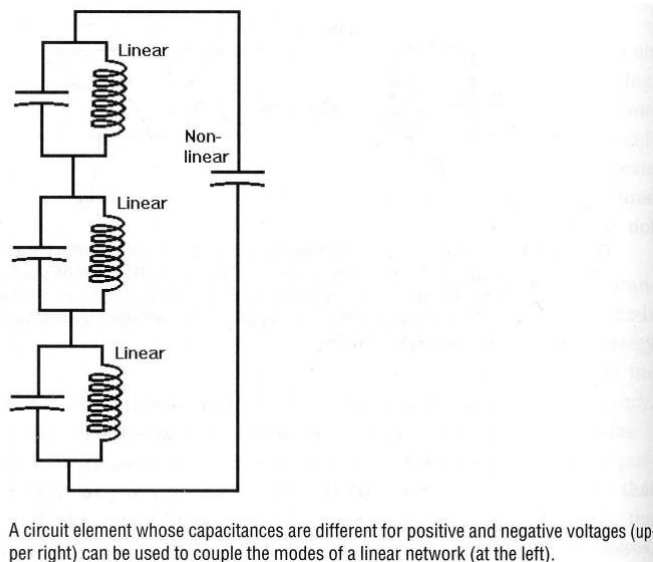 Linear
Non-
linear
Linear
Linear
A circuit element whose capacitances are different for positive and negative voltages (up-
per right) can be used to couple the modes of a linear network (at the left).